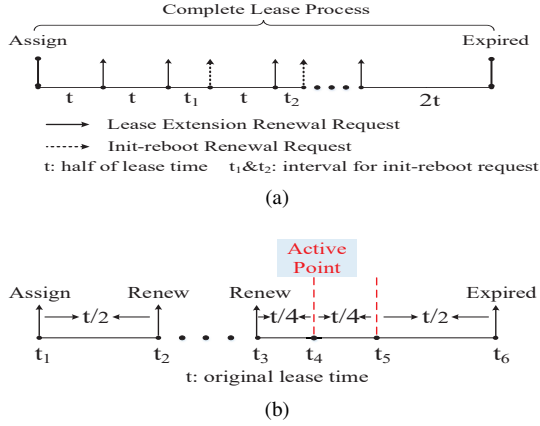 Complete Lease Process
Assign Expired
t t t₁ t t₂ 2t
Lease Extension Renewal Request
Init-reboot Renewal Request
t: half of lease time t₁&t₂: interval for init-reboot request
(a)
Active
Point
Assign Renew Renew Expired
t/2 t/4 t/4 t/2
t₁ t₂ t₃ t₄ t₅ t₆
t: original lease time
(b)